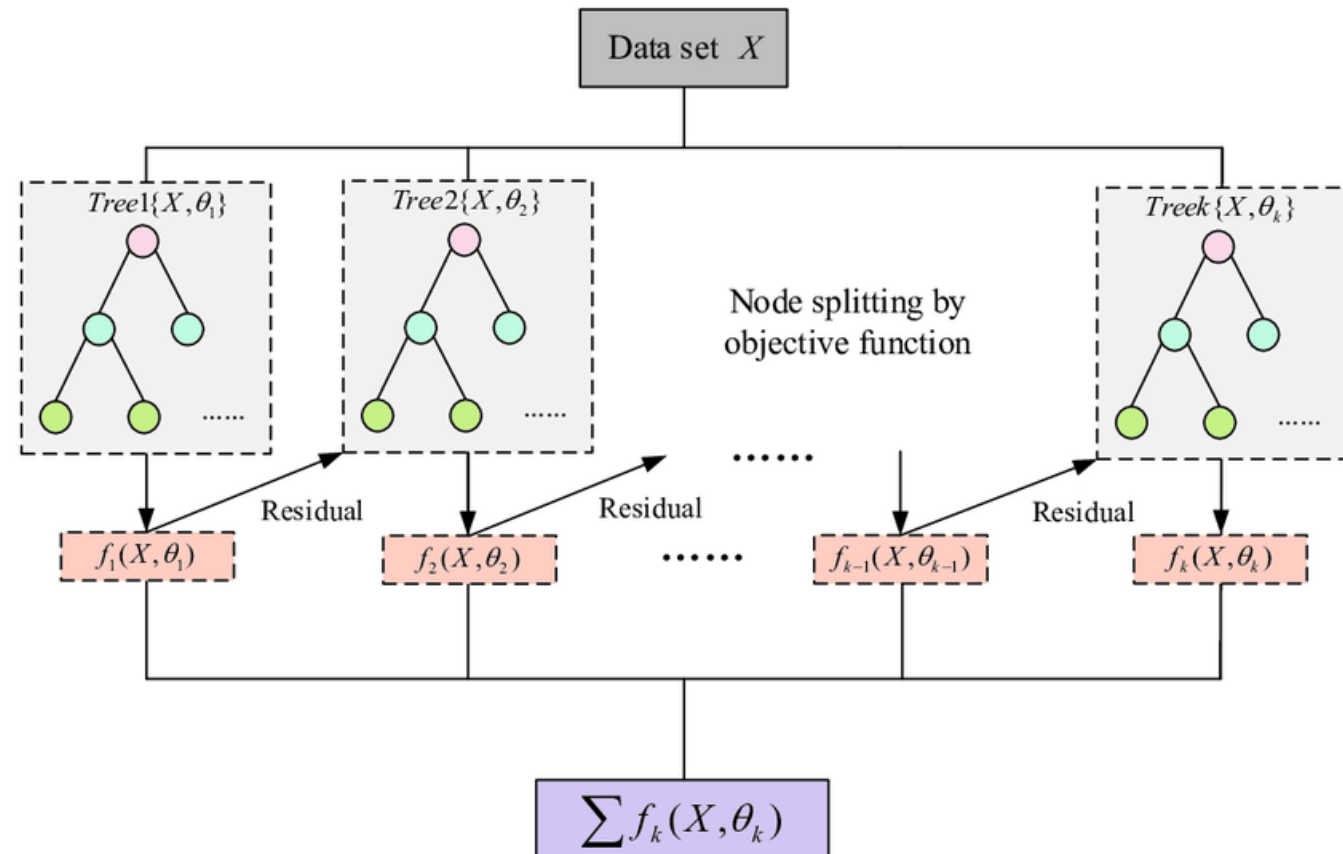 Data set X
Tree1{X,θ₁}
Tree2{X,θ₂}
Treek{X,θₖ}
Node splitting by
objective function
......
......
......
......
Residual
Residual
Residual
f₁(X,θ₁)
f₂(X,θ₂)
......
fₖ₋₁(X,θₖ₋₁)
fₖ(X,θₖ)
∑fₖ(X,θₖ)